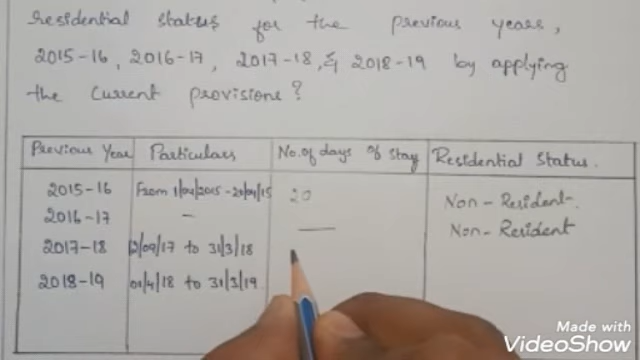 residential status for the previous years,
2015-16, 2016-17, 2017-18, & 2018-19 by applying
the current provisions?
Previous Year Particulars No. of days of stay Residential Status.
2015-16 From 1/04/2015 - 20/04/15 20 Non-Resident-
2016-17 - — Non-Resident
2017-18 12/09/17 to 31/3/18
2018-19 01/4/18 to 31/3/19
Made with
VideoShow